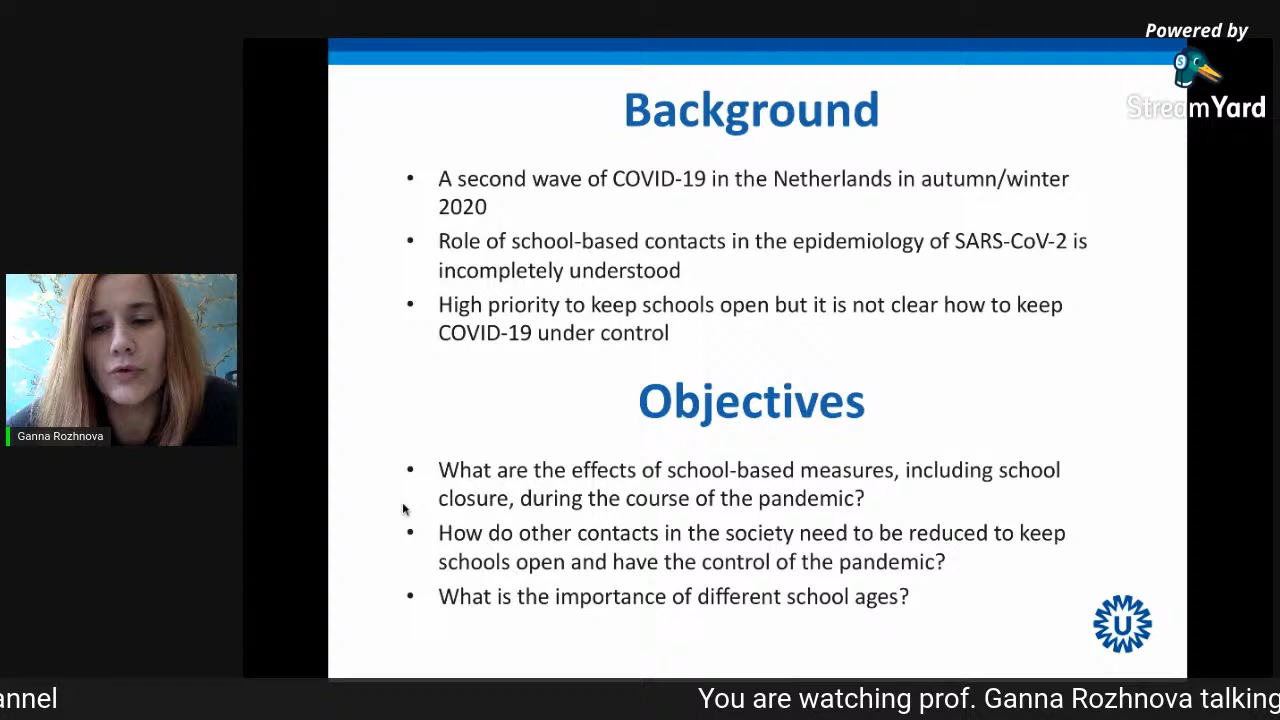 Powered by
StreamYard
Background
• A second wave of COVID-19 in the Netherlands in autumn/winter
2020
• Role of school-based contacts in the epidemiology of SARS-CoV-2 is
incompletely understood
• High priority to keep schools open but it is not clear how to keep
COVID-19 under control
Objectives
• What are the effects of school-based measures, including school
closure, during the course of the pandemic?
• How do other contacts in the society need to be reduced to keep
schools open and have the control of the pandemic?
• What is the importance of different school ages?
U
Ganna Rozhnova
annel You are watching prof. Ganna Rozhnova talking